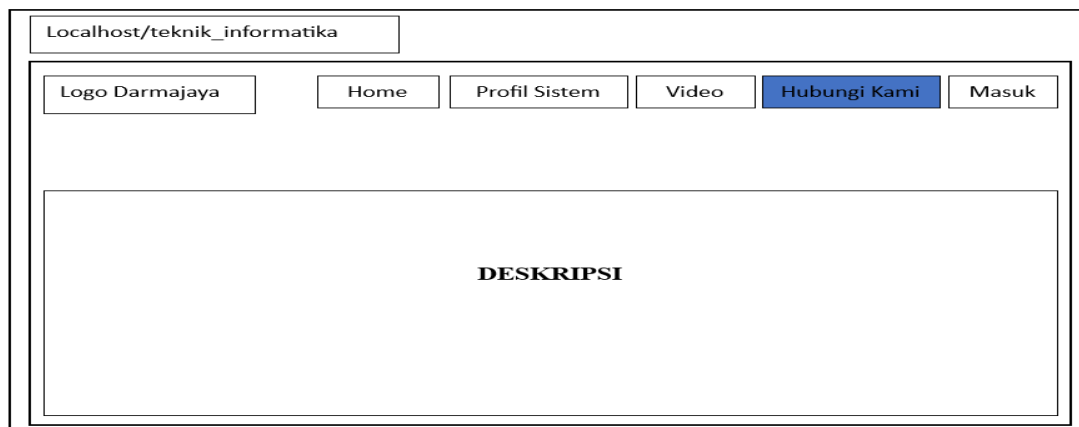 Localhost/teknik_informatika
Logo Darmajaya Home Profil Sistem Video Hubungi Kami Masuk
DESKRIPSI